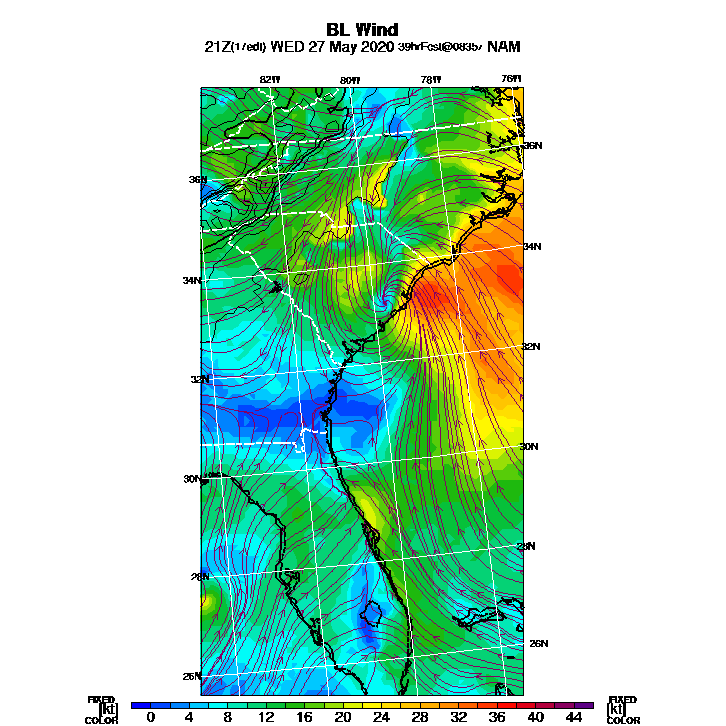 BL Wind
21Z(17edt) WED 27 May 2020 39hrFcst@0835z NAM
82W 80W 78W 76W
36N 36N
34N 34N
32N 32N
30N 30N
28N 28N
26N 26N
FIXED [kt] COLOR 0 4 8 12 16 20 24 28 32 36 40 44 FIXED [kt] COLOR